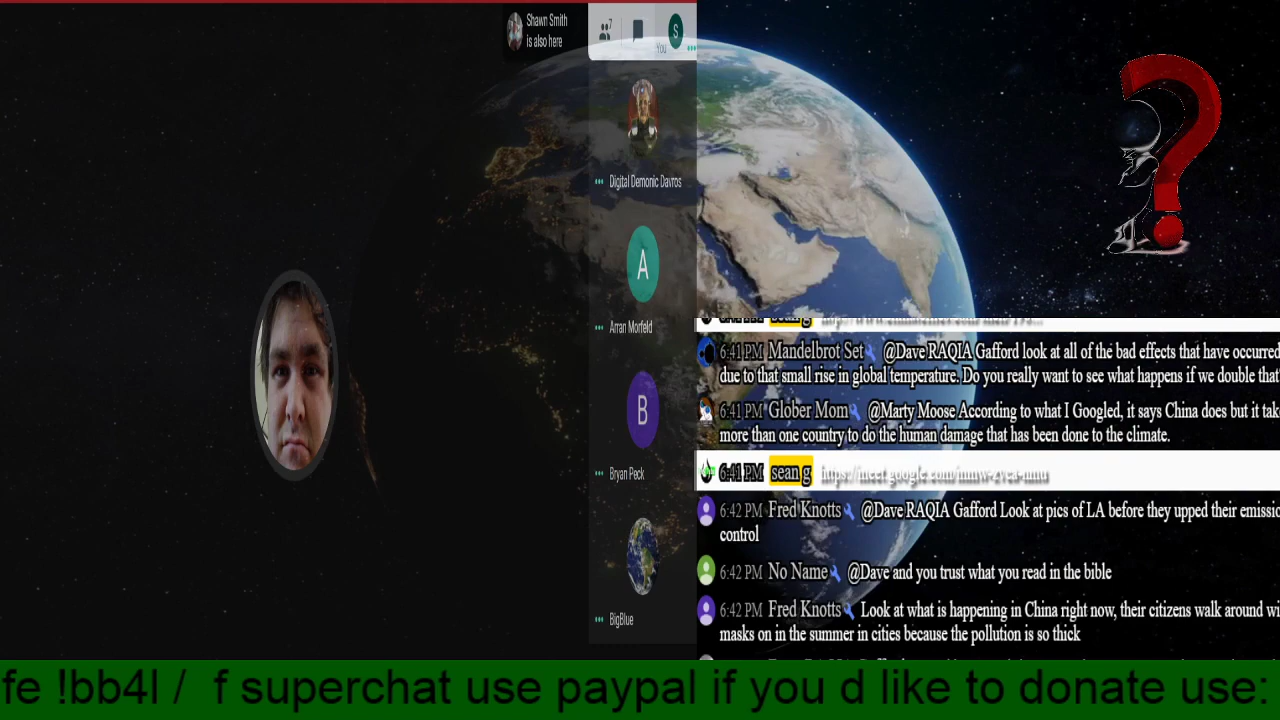 Shawn Smith
is also here
7
S
You
Digital Demonic Davros
A
Arran Morfeld
B
Bryan Peck
BigBlue
sean g
6:41 PM Mandelbrot Set @Dave RAQIA Gafford look at all of the bad effects that have occurred
due to that small rise in global temperature. Do you really want to see what happens if we double that
6:41 PM Glober Mom @Marty Moose According to what I Googled, it says China does but it tak
more than one country to do the human damage that has been done to the climate.
6:41 PM sean g
6:42 PM Fred Knotts @Dave RAQIA Gafford Look at pics of LA before they upped their emissio
control
6:42 PM No Name @Dave and you trust what you read in the bible
6:42 PM Fred Knotts Look at what is happening in China right now, their citizens walk around wi
masks on in the summer in cities because the pollution is so thick
fe !bb4l / f superchat use paypal if you d like to donate use: